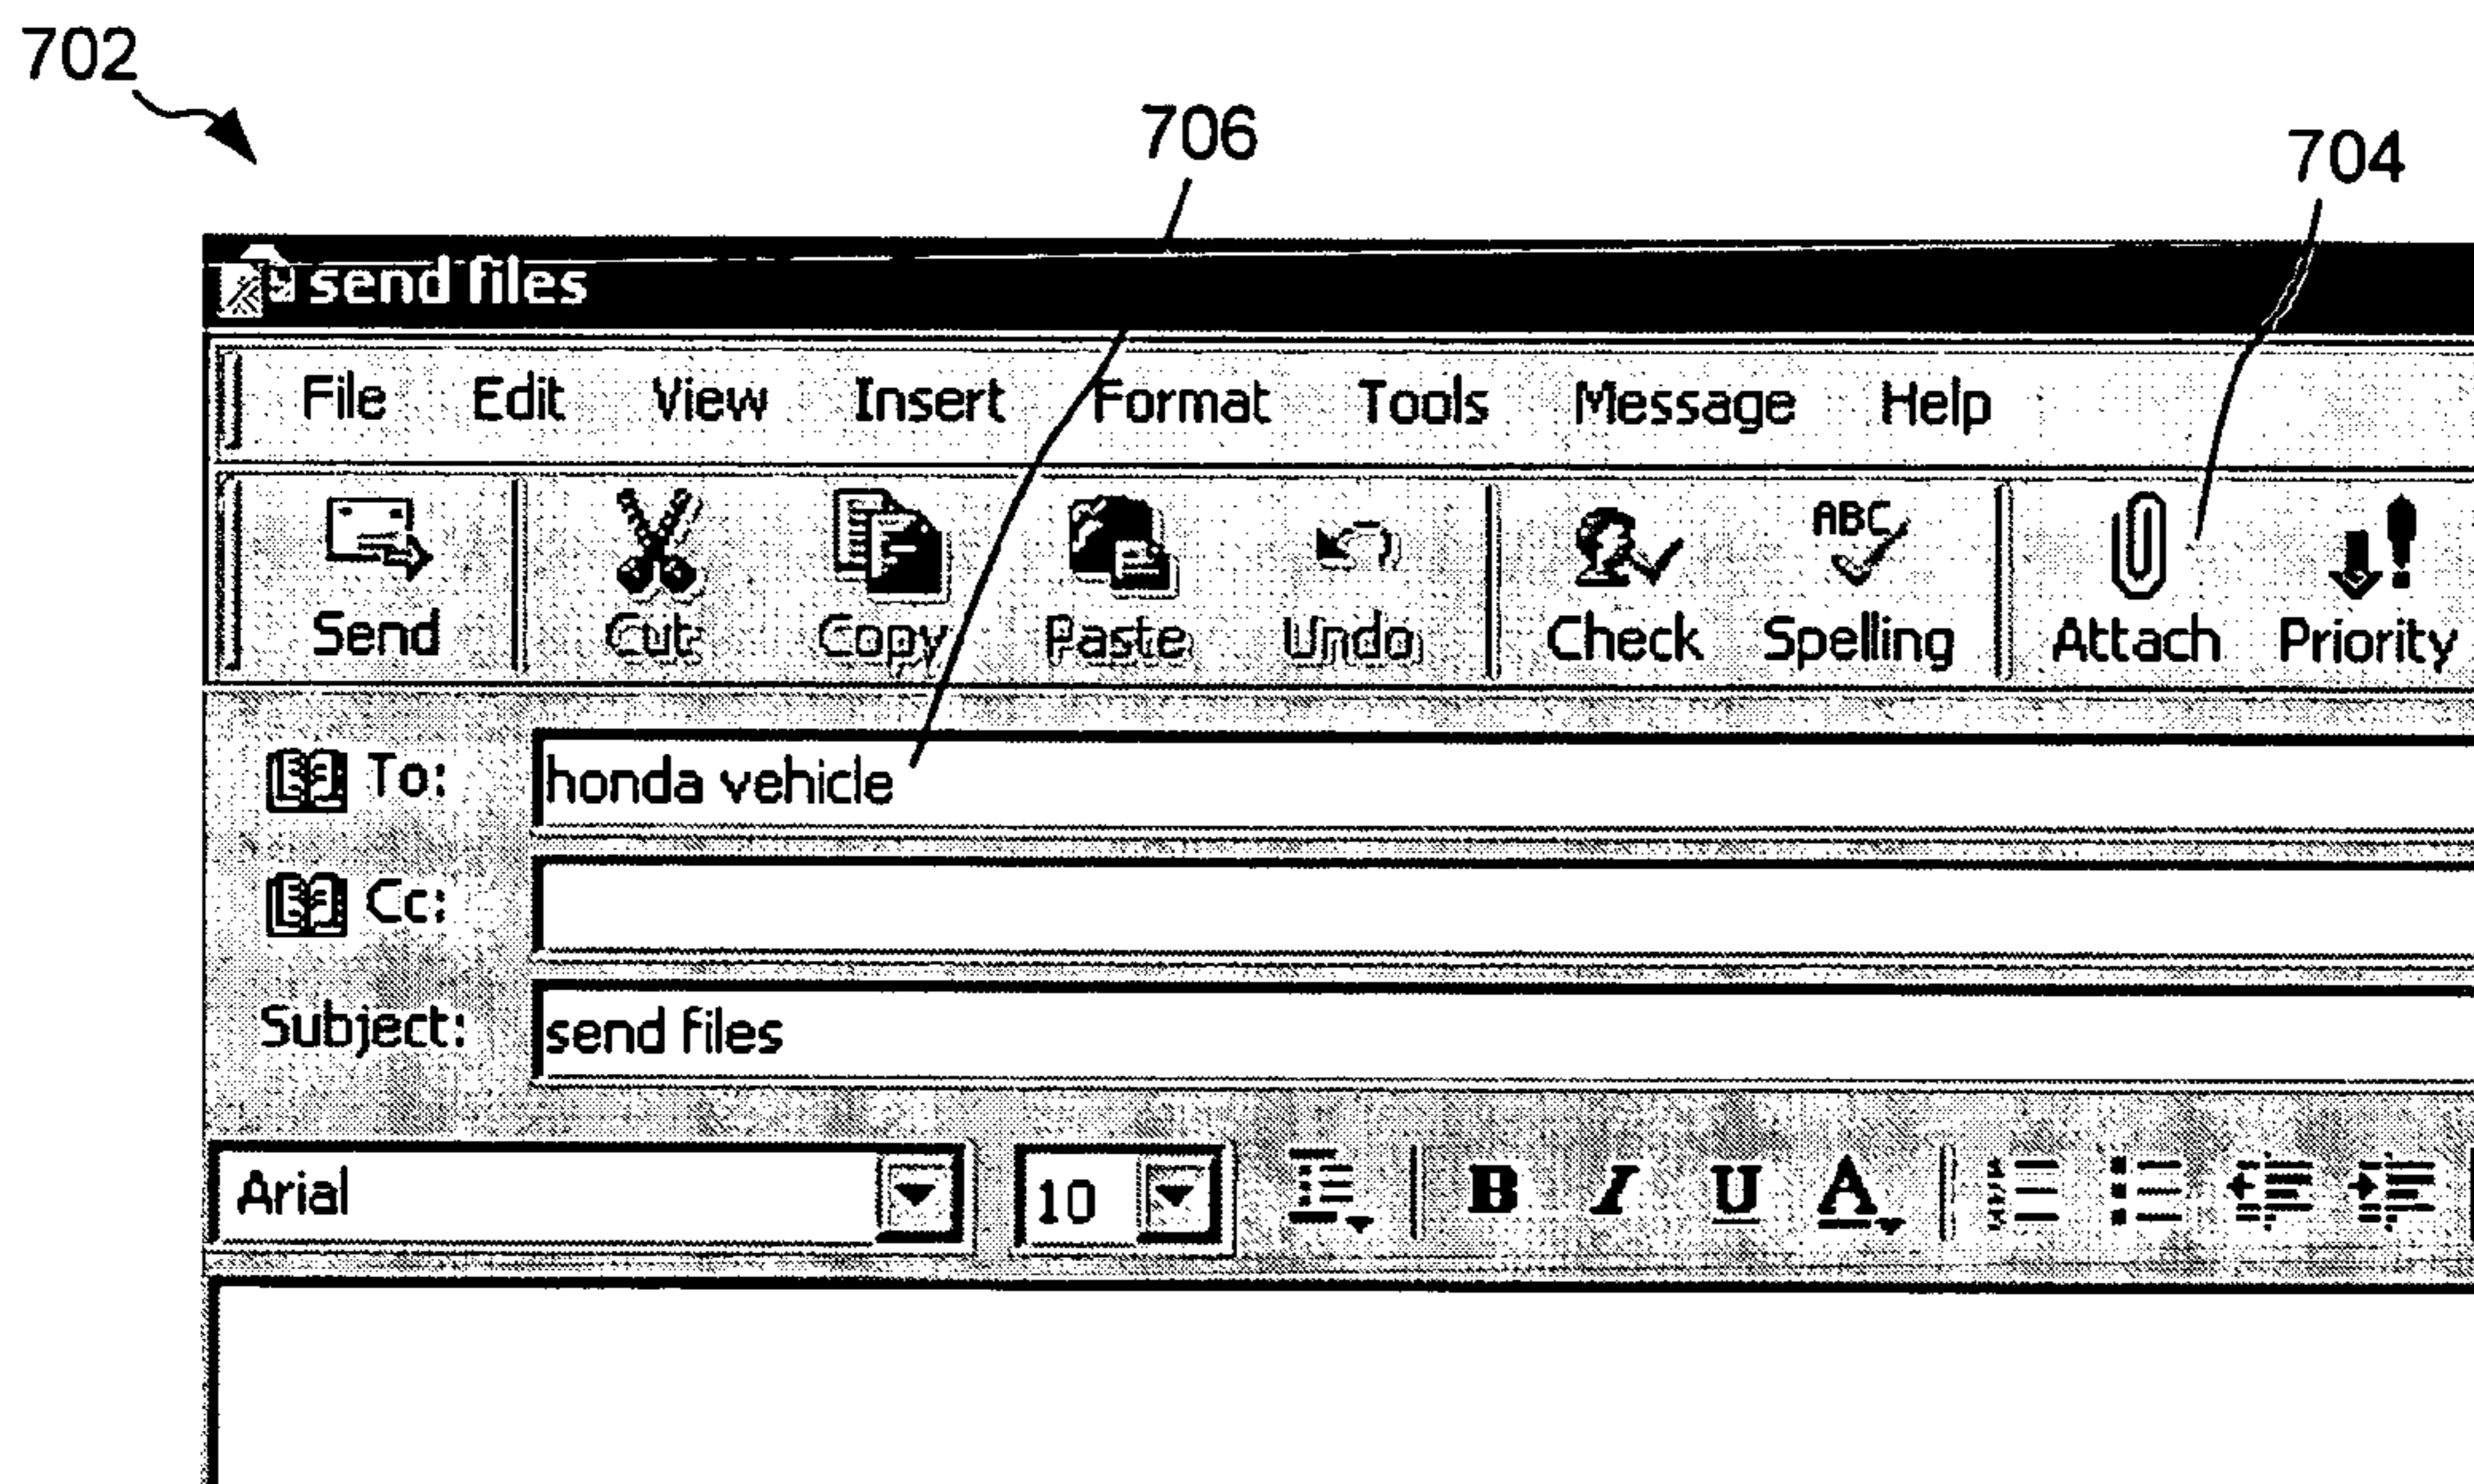 702
706
704
send files
File Edit View Insert Format Tools Message Help
ABC
Send Cut Copy Paste Undo Check Spelling Attach Priority
To: honda vehicle
Cc:
Subject: send files
Arial 10 B I U A